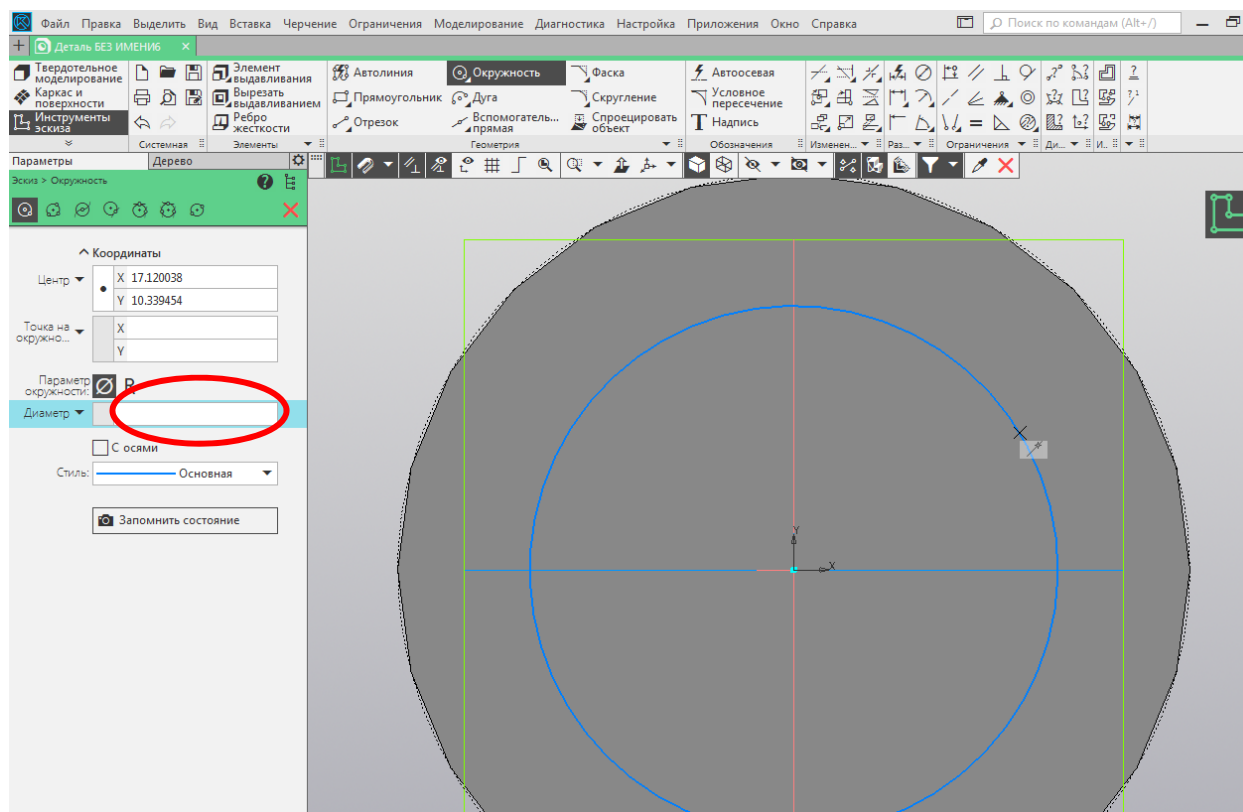 Файл Правка Выделить Вид Вставка Черчение Ограничения Моделирование Диагностика Настройка Приложения Окно Справка Поиск по командам (Alt+/)
+ Деталь БЕЗ ИМЕНИ6 ×
Твердотельное моделирование
Каркас и поверхности
Инструменты эскиза
Системная
Элемент выдавливания
Вырезать выдавливанием
Ребро жесткости
Элементы
Автолиния Окружность Фаска
Прямоугольник Дуга Скругление
Отрезок Вспомогатель... прямая Спроецировать объект
Геометрия
Автоосевая
Условное пересечение
Надпись
Обозначения
Изменен... Раз... Ограничения Ди... И...
Параметры Дерево
Эскиз > Окружность
Координаты
Центр X 17.120038
Y 10.339454
Точка на окружно... X
Y
Параметр окружности: R
Диаметр
С осями
Стиль: Основная
Запомнить состояние
Y
X